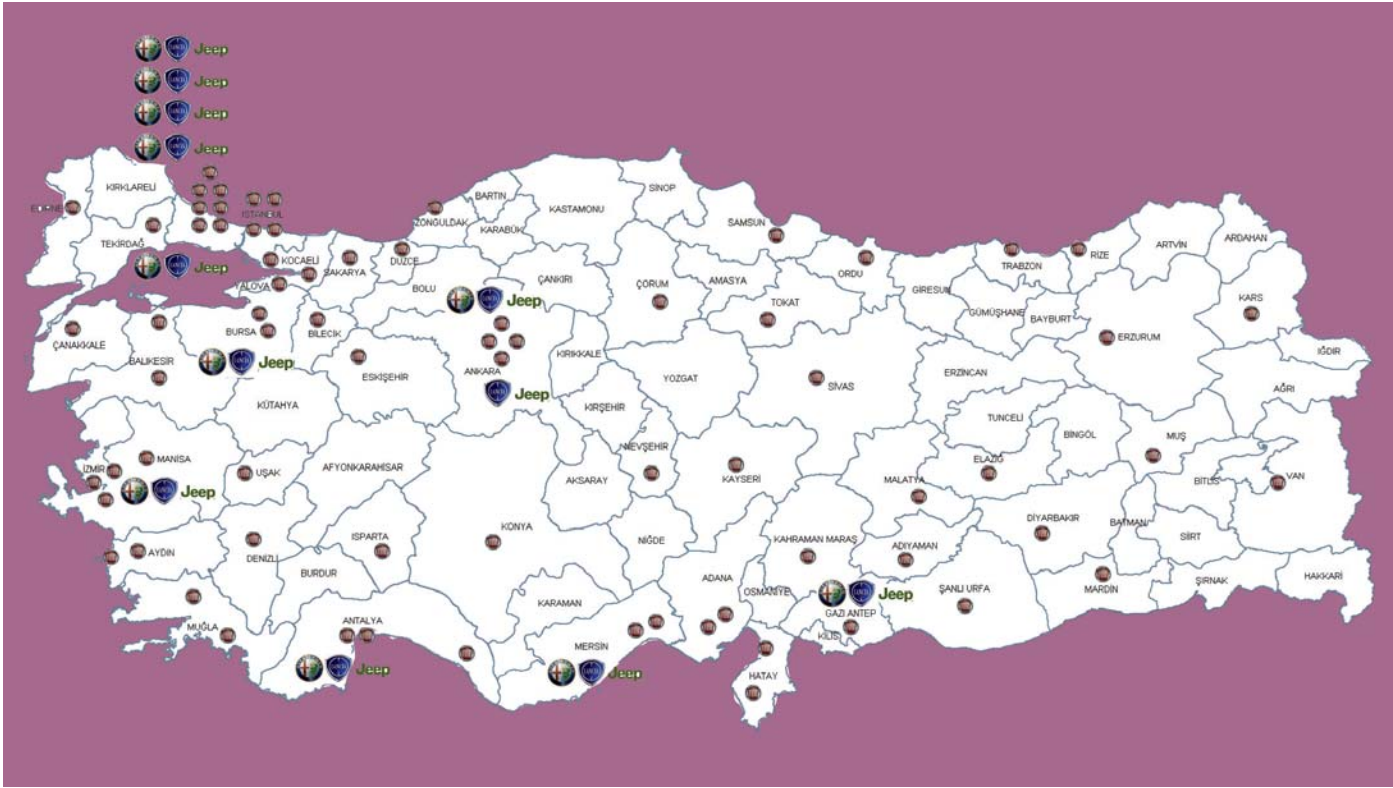 Jeep
Jeep
Jeep
Jeep
KIRKLARELİ
EDİRNE
İSTANBUL
TEKİRDAĞ
Jeep
KOCAELİ
YALOVA
SAKARYA
DÜZCE
ZONGULDAK
BARTIN
KARABÜK
KASTAMONU
SİNOP
SAMSUN
BOLU
ÇANKIRI
ÇORUM
AMASYA
TOKAT
ORDU
GİRESUN
TRABZON
RİZE
ARTVİN
ARDAHAN
GÜMÜŞHANE
BAYBURT
KARS
IĞDIR
ERZURUM
AĞRI
ÇANAKKALE
BALIKESİR
BURSA
BİLECİK
Jeep
ESKİŞEHİR
Jeep
ANKARA
Jeep
KIRIKKALE
YOZGAT
SİVAS
ERZİNCAN
TUNCELİ
BİNGÖL
MUŞ
KÜTAHYA
KIRŞEHİR
NEVŞEHİR
KAYSERİ
MALATYA
ELAZIĞ
BİTLİS
VAN
MANİSA
İZMİR
Jeep
UŞAK
AFYONKARAHİSAR
AKSARAY
KONYA
NİĞDE
KAHRAMAN MARAŞ
ADIYAMAN
DİYARBAKIR
BATMAN
SİİRT
AYDIN
DENİZLİ
ISPARTA
BURDUR
KARAMAN
ADANA
OSMANİYE
Jeep
GAZİ ANTEP
ŞANLI URFA
MARDİN
ŞIRNAK
HAKKARİ
MUĞLA
ANTALYA
Jeep
MERSİN
Jeep
KİLİS
HATAY